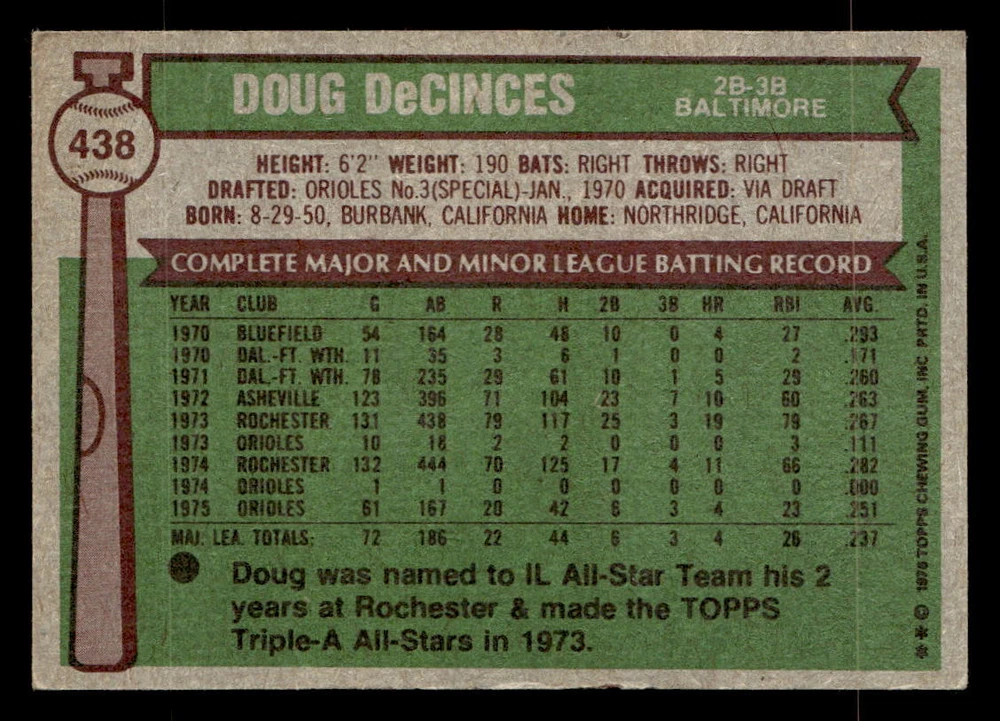 438
DOUG DeCINCES
2B-3B
BALTIMORE
HEIGHT: 6'2" WEIGHT: 190 BATS: RIGHT THROWS: RIGHT
DRAFTED: ORIOLES No.3(SPECIAL)-JAN., 1970 ACQUIRED: VIA DRAFT
BORN: 8-29-50, BURBANK, CALIFORNIA HOME: NORTHRIDGE, CALIFORNIA
COMPLETE MAJOR AND MINOR LEAGUE BATTING RECORD
YEAR CLUB G AB R H 2B 3B HR RBI AVG.
1970 BLUEFIELD 54 164 28 48 10 0 4 27 .293
1970 DAL.-FT. WTH. 11 35 3 6 1 0 0 2 .171
1971 DAL.-FT. WTH. 78 235 29 61 10 1 5 29 .260
1972 ASHEVILLE 123 396 71 104 23 7 10 60 .263
1973 ROCHESTER 131 438 79 117 25 3 19 79 .267
1973 ORIOLES 10 18 2 2 0 0 0 3 .111
1974 ROCHESTER 132 444 70 125 17 4 11 66 .282
1974 ORIOLES 1 1 0 0 0 0 0 0 .000
1975 ORIOLES 61 167 20 42 6 3 4 23 .251
MAJ. LEA. TOTALS: 72 186 22 44 6 3 4 26 .237
Doug was named to IL All-Star Team his 2
years at Rochester & made the TOPPS
Triple-A All-Stars in 1973.
** © 1976 TOPPS CHEWING GUM, INC PRTD. IN U.S.A.